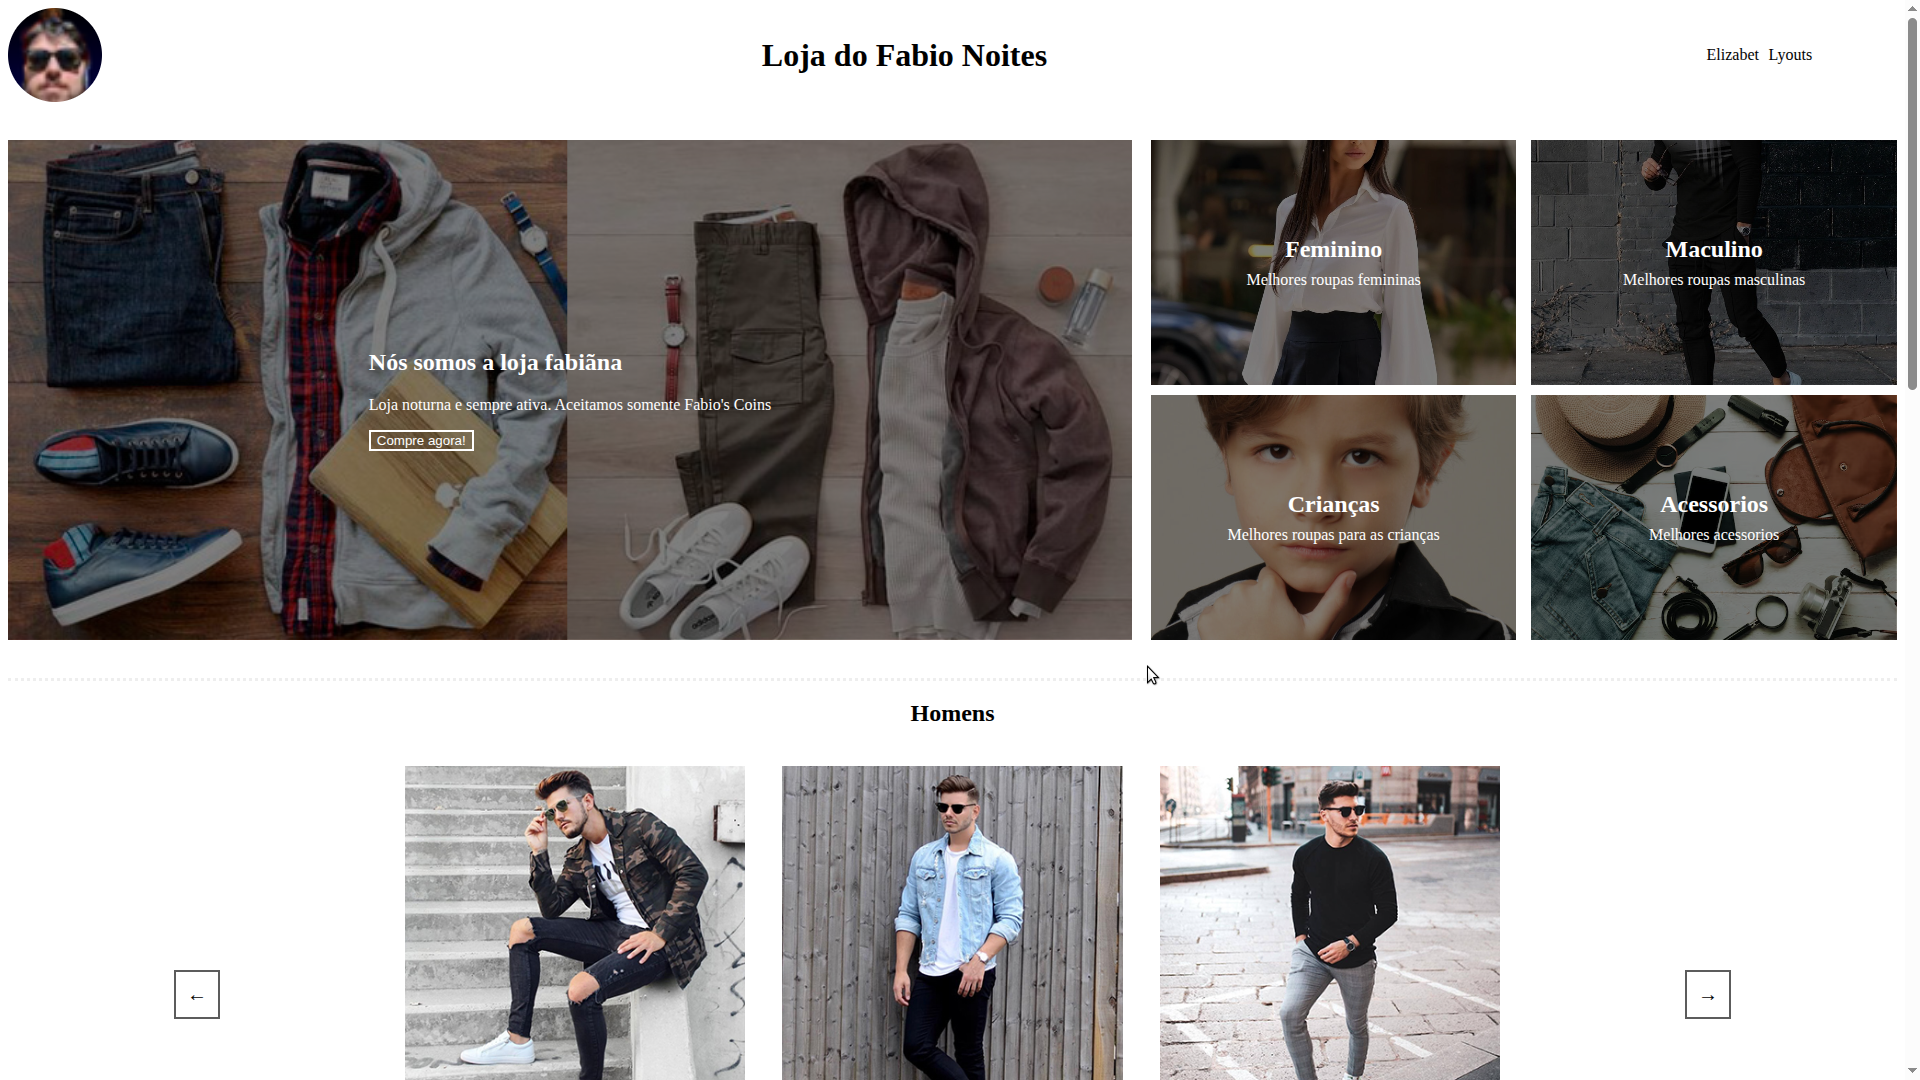 Loja do Fabio Noites
Elizabet Lyouts
Nós somos a loja fabiãna
Loja noturna e sempre ativa. Aceitamos somente Fabio's Coins
Compre agora!
Feminino
Melhores roupas femininas
Maculino
Melhores roupas masculinas
Crianças
Melhores roupas para as crianças
Acessorios
Melhores acessorios
Homens
←
→